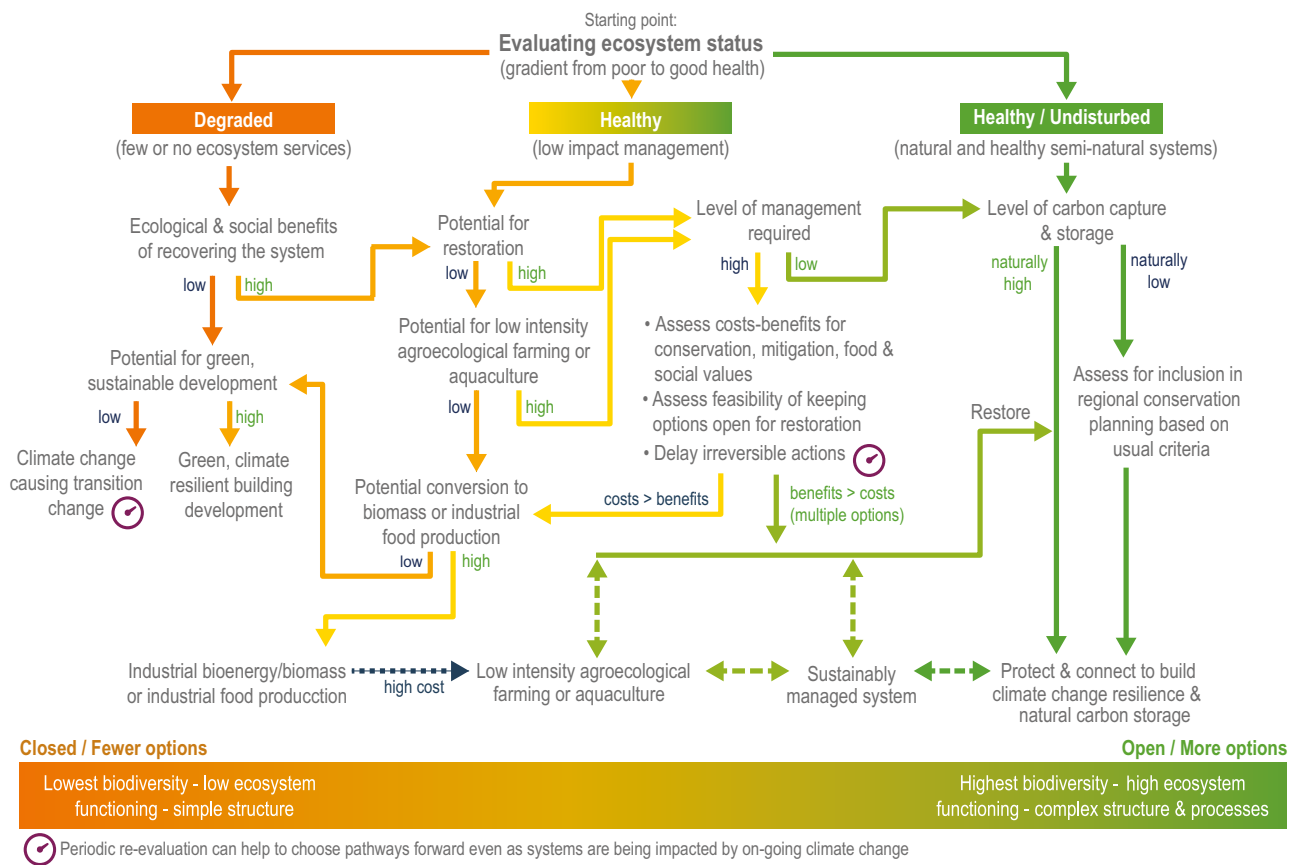 Starting point:
Evaluating ecosystem status
(gradient from poor to good health)
Degraded
(few or no ecosystem services)
Healthy
(low impact management)
Healthy / Undisturbed
(natural and healthy semi-natural systems)
Ecological & social benefits
of recovering the system
low
high
Potential for
restoration
low
high
Level of management
required
high
low
Level of carbon capture
& storage
naturally
high
naturally
low
Potential for green,
sustainable development
low
high
Climate change
causing transition
change
Green, climate
resilient building
development
Potential for low intensity
agroecological farming or
aquaculture
low
high
• Assess costs-benefits for
conservation, mitigation, food &
social values
• Assess feasibility of keeping
options open for restoration
• Delay irreversible actions
costs > benefits
benefits > costs
(multiple options)
Restore
Assess for inclusion in
regional conservation
planning based on
usual criteria
Potential conversion to
biomass or industrial
food production
low
high
Industrial bioenergy/biomass
or industrial food production
high cost
Low intensity agroecological
farming or aquaculture
Sustainably
managed system
Protect & connect to build
climate change resilience &
natural carbon storage
Closed / Fewer options
Open / More options
Lowest biodiversity - low ecosystem
functioning - simple structure
Highest biodiversity - high ecosystem
functioning - complex structure & processes
Periodic re-evaluation can help to choose pathways forward even as systems are being impacted by on-going climate change